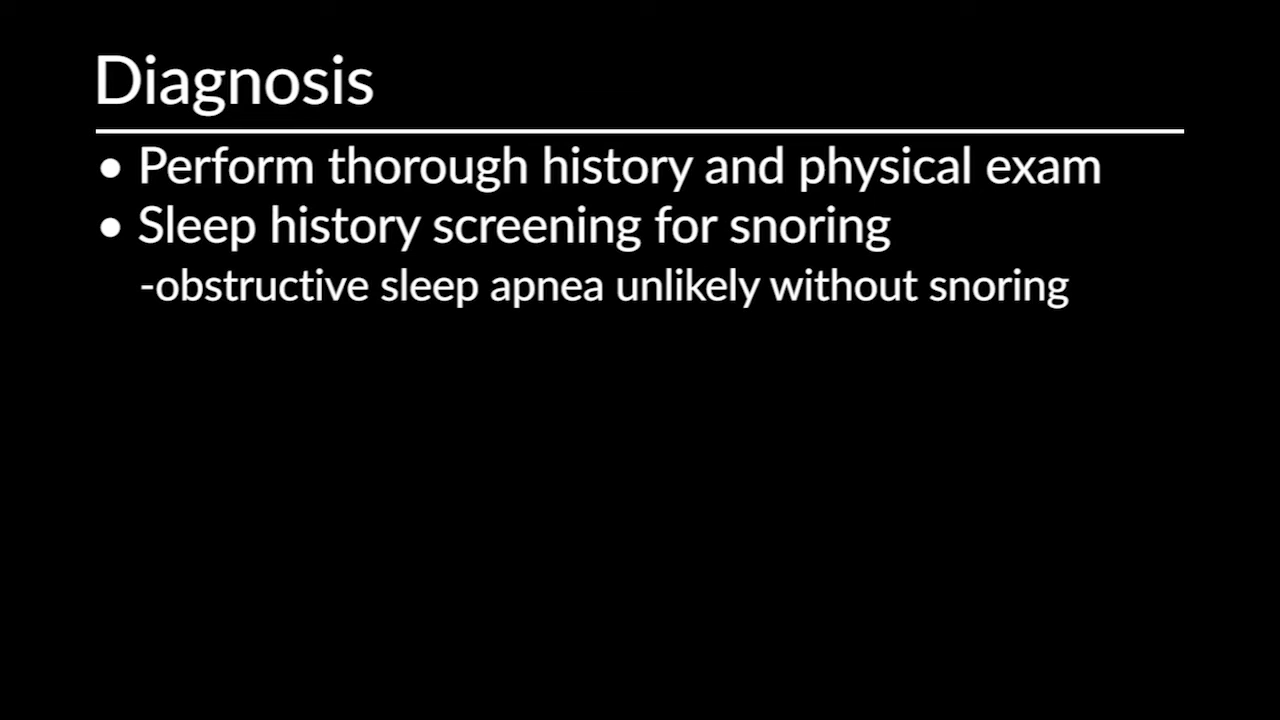 Diagnosis
• Perform thorough history and physical exam
• Sleep history screening for snoring
-obstructive sleep apnea unlikely without snoring